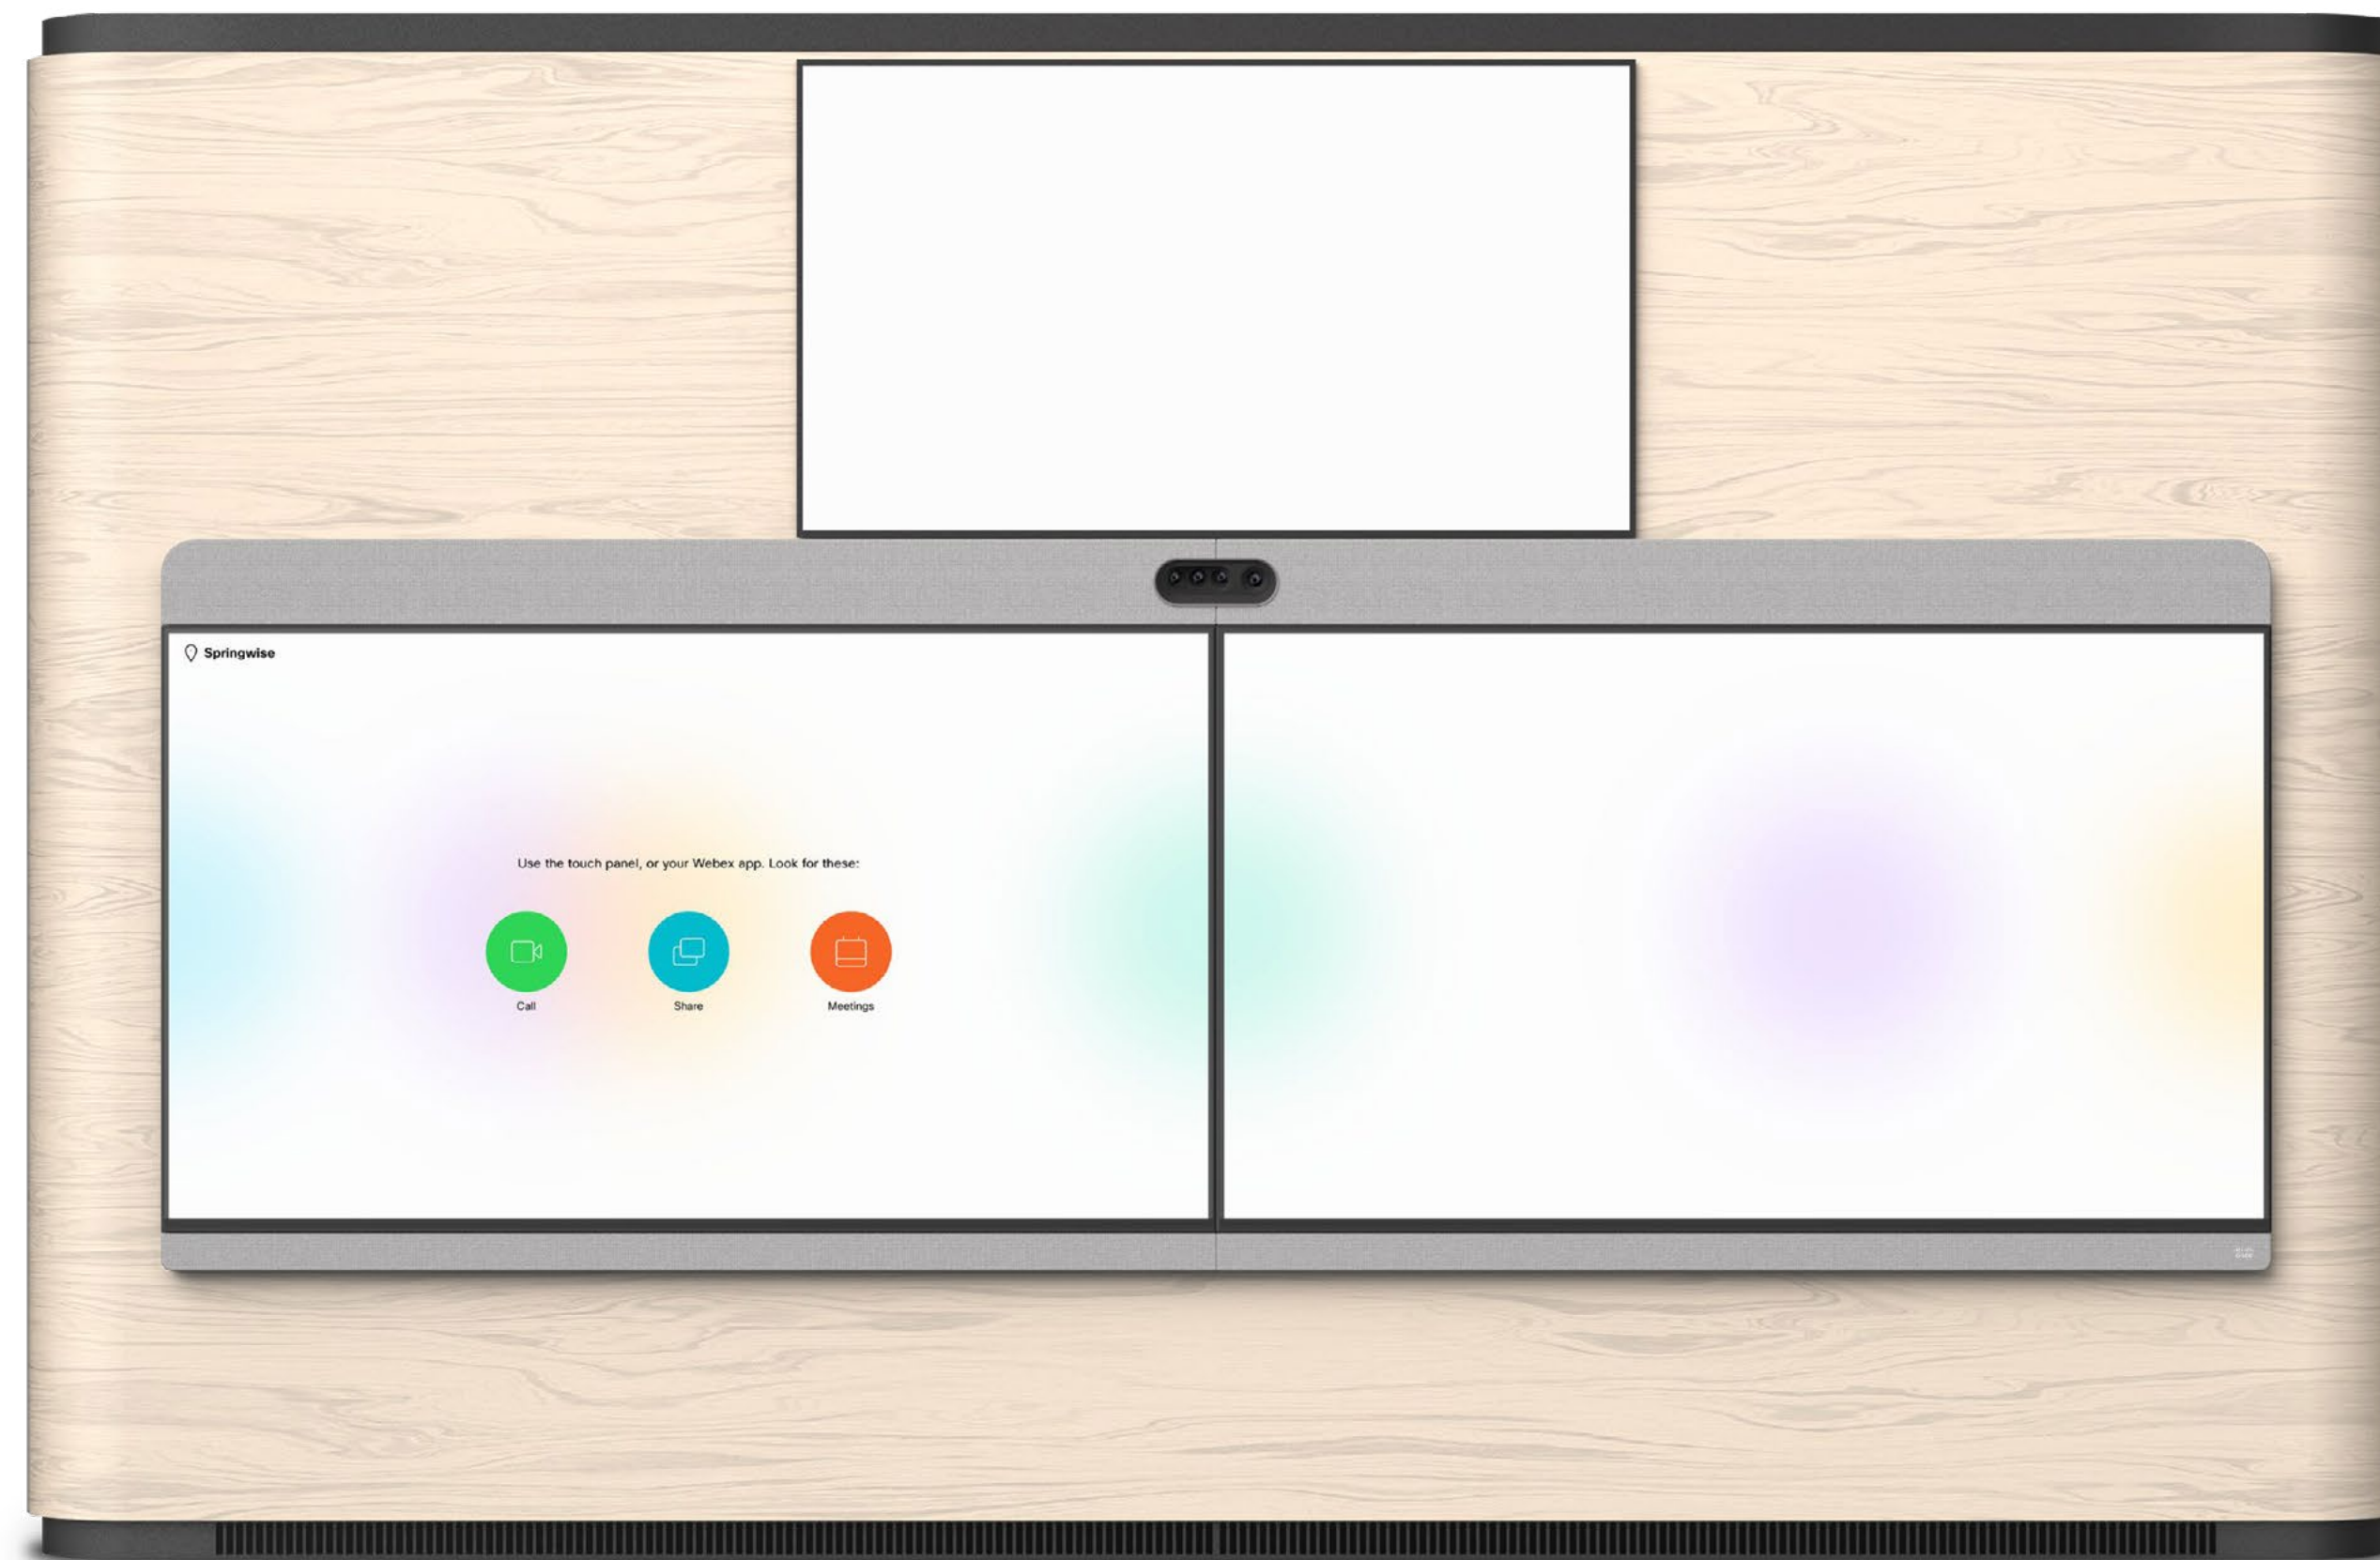 Springwise
Use the touch panel, or your Webex app. Look for these:
Call
Share
Meetings